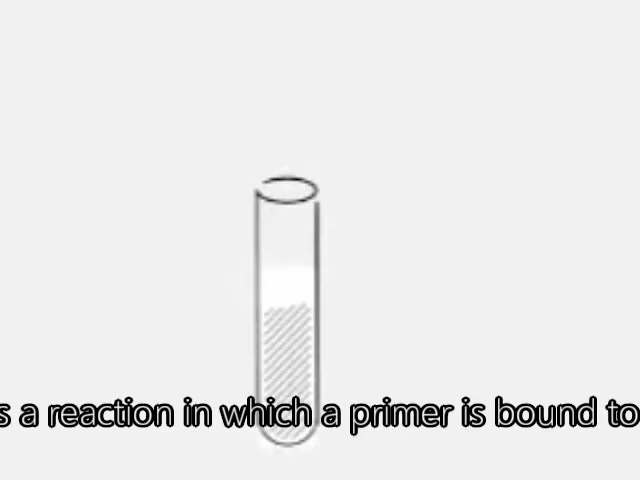 s a reaction in which a primer is bound to